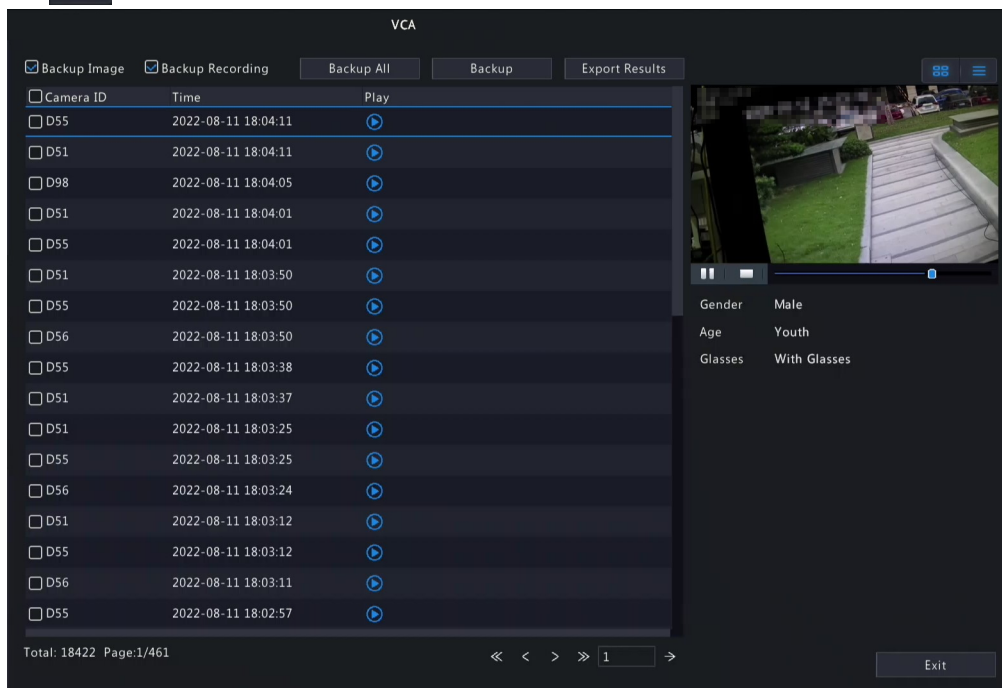 VCA
Backup Image Backup Recording Backup All Backup Export Results
Camera ID Time Play
D55 2022-08-11 18:04:11
D51 2022-08-11 18:04:11
D98 2022-08-11 18:04:05
D51 2022-08-11 18:04:01
D55 2022-08-11 18:04:01
D51 2022-08-11 18:03:50
D55 2022-08-11 18:03:50
D56 2022-08-11 18:03:50
D55 2022-08-11 18:03:38
D51 2022-08-11 18:03:37
D51 2022-08-11 18:03:25
D55 2022-08-11 18:03:25
D56 2022-08-11 18:03:24
D51 2022-08-11 18:03:12
D55 2022-08-11 18:03:12
D56 2022-08-11 18:03:11
D55 2022-08-11 18:02:57
Gender Male
Age Youth
Glasses With Glasses
Total: 18422 Page:1/461
1
Exit